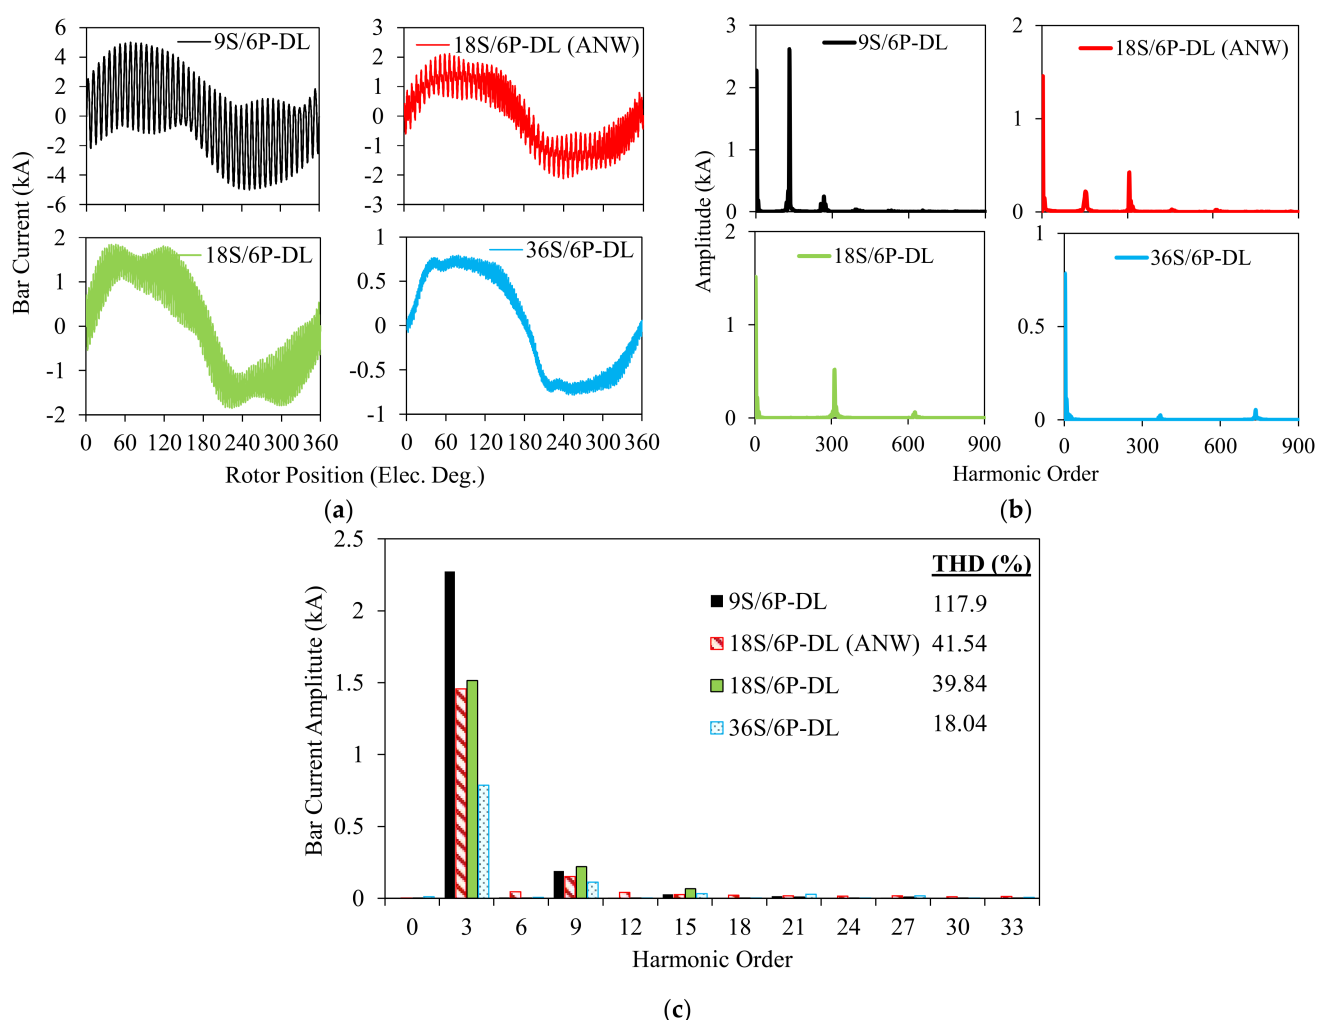 6
4
2
0
-2
-4
-6
9S/6P-DL
3
2
1
0
-1
-2
-3
18S/6P-DL (ANW)
2
1
0
-1
-2
18S/6P-DL
0 60 120 180 240 300 360
1
0.5
0
-0.5
-1
36S/6P-DL
0 60 120 180 240 300 360
Bar Current (kA)
Rotor Position (Elec. Deg.)
(a)
3
2
1
0
9S/6P-DL
2
1
0
18S/6P-DL (ANW)
2
1
0
18S/6P-DL
0 300 600 900
1
0.5
0
36S/6P-DL
0 300 600 900
Amplitude (kA)
Harmonic Order
(b)
2.5
2
1.5
1
0.5
0
Bar Current Amplitute (kA)
THD (%)
9S/6P-DL 117.9
18S/6P-DL (ANW) 41.54
18S/6P-DL 39.84
36S/6P-DL 18.04
0 3 6 9 12 15 18 21 24 27 30 33
Harmonic Order
(c)